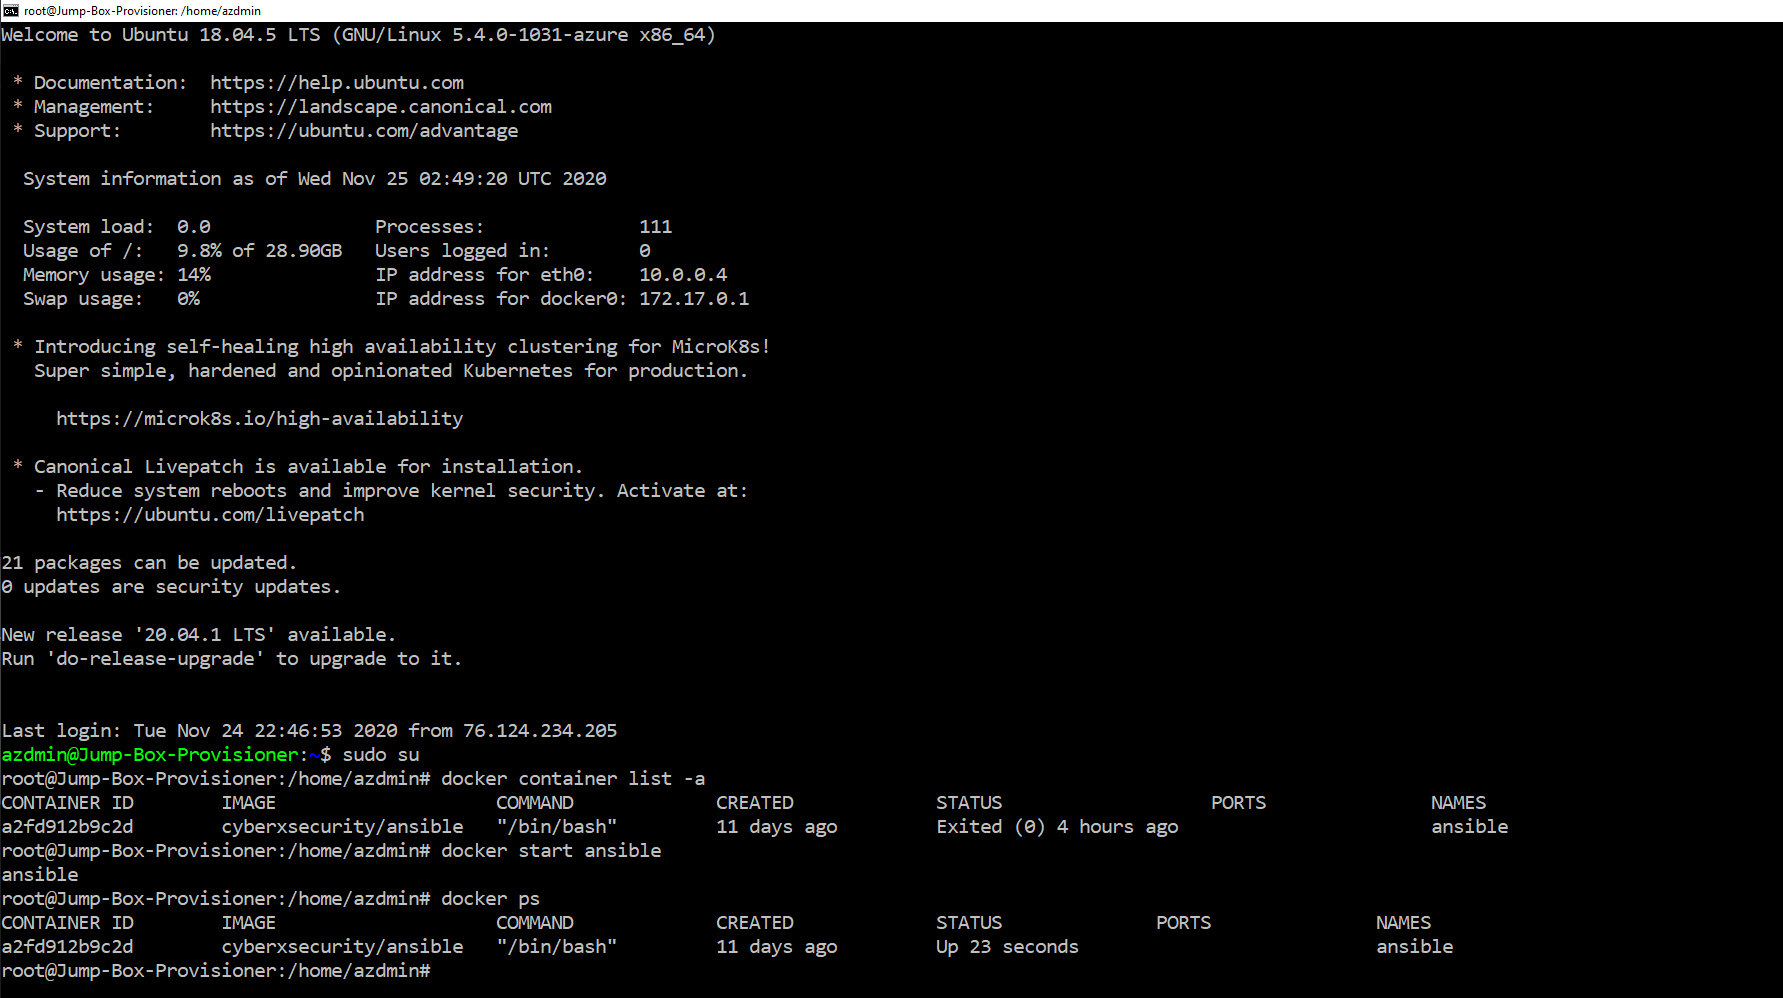 root@Jump-Box-Provisioner: /home/azdmin
Welcome to Ubuntu 18.04.5 LTS (GNU/Linux 5.4.0-1031-azure x86_64)
* Documentation:  https://help.ubuntu.com
* Management:     https://landscape.canonical.com
* Support:        https://ubuntu.com/advantage
System information as of Wed Nov 25 02:49:20 UTC 2020
System load:  0.0                Processes:              111
Usage of /:   9.8% of 28.90GB   Users logged in:        0
Memory usage: 14%               IP address for eth0:    10.0.0.4
Swap usage:   0%                IP address for docker0: 172.17.0.1
* Introducing self-healing high availability clustering for MicroK8s!
Super simple, hardened and opinionated Kubernetes for production.
https://microk8s.io/high-availability
* Canonical Livepatch is available for installation.
- Reduce system reboots and improve kernel security. Activate at:
https://ubuntu.com/livepatch
21 packages can be updated.
0 updates are security updates.
New release '20.04.1 LTS' available.
Run 'do-release-upgrade' to upgrade to it.
Last login: Tue Nov 24 22:46:53 2020 from 76.124.234.205
azdmin@Jump-Box-Provisioner:~$ sudo su
root@Jump-Box-Provisioner:/home/azdmin# docker container list -a
CONTAINER ID        IMAGE                    COMMAND             CREATED             STATUS                   PORTS               NAMES
a2fd912b9c2d        cyberxsecurity/ansible   "/bin/bash"         11 days ago         Exited (0) 4 hours ago                       ansible
root@Jump-Box-Provisioner:/home/azdmin# docker start ansible
ansible
root@Jump-Box-Provisioner:/home/azdmin# docker ps
CONTAINER ID        IMAGE                    COMMAND             CREATED             STATUS              PORTS               NAMES
a2fd912b9c2d        cyberxsecurity/ansible   "/bin/bash"         11 days ago         Up 23 seconds                           ansible
root@Jump-Box-Provisioner:/home/azdmin#